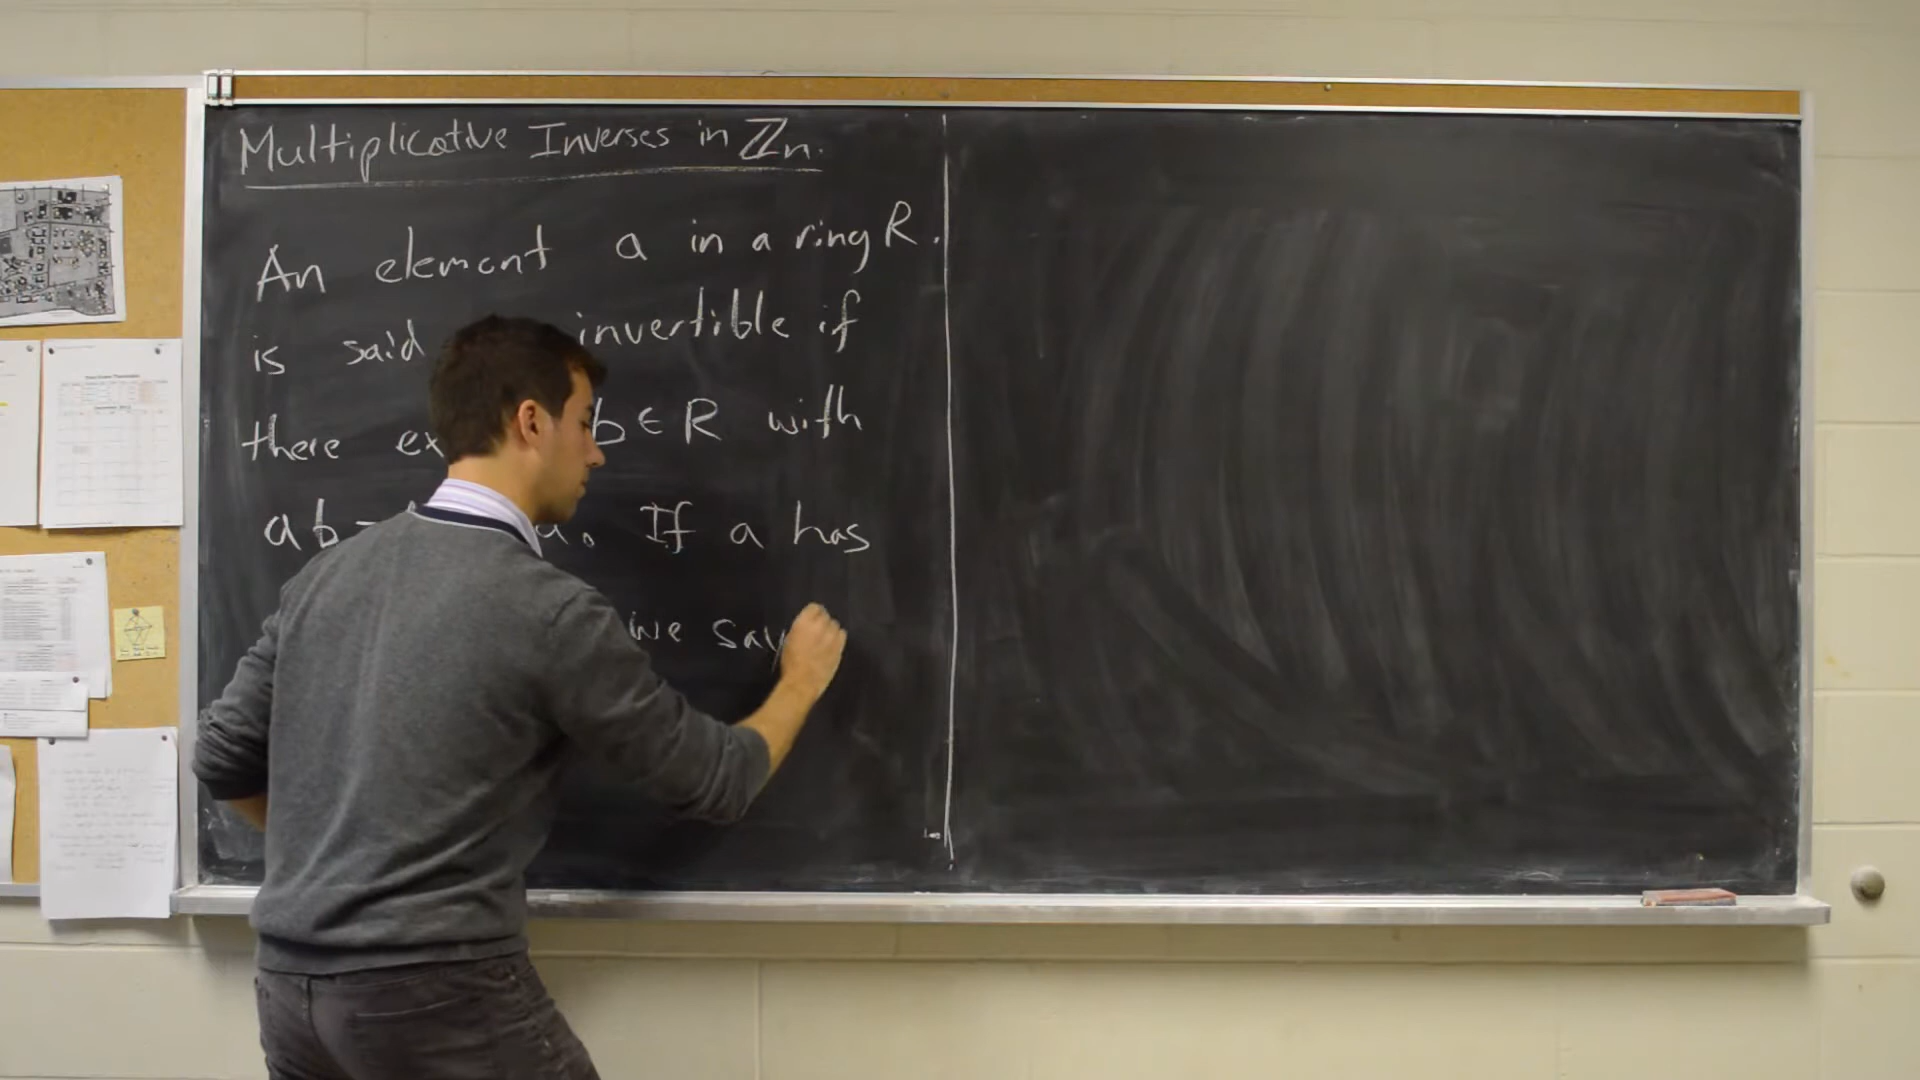 Multiplicative Inverses in ℤn.
An element a in a ring R.
is said invertible if
there b ∈ R with
ab If a has
we say